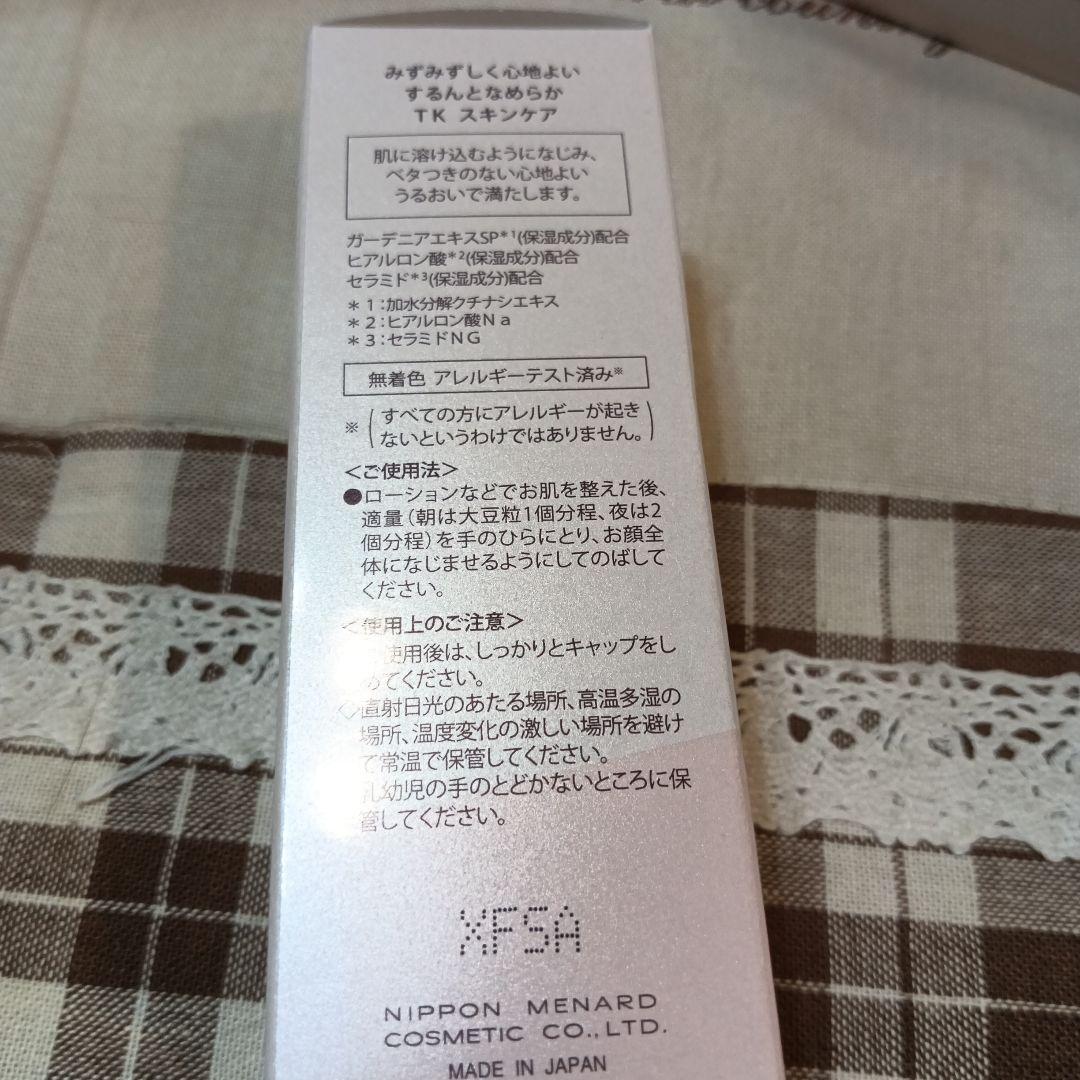 みずみずしく心地よい
するんとなめらか
TK スキンケア
肌に溶け込むようになじみ、
ベタつきのない心地よい
うるおいで満たします。
ガーデニアエキスSP＊1(保湿成分)配合
ヒアルロン酸＊2(保湿成分)配合
セラミド＊3(保湿成分)配合
＊1:加水分解クチナシエキス
＊2:ヒアルロン酸Na
＊3:セラミドNG
無着色 アレルギーテスト済み※
※(すべての方にアレルギーが起き
ないというわけではありません。)
<ご使用法>
●ローションなどでお肌を整えた後、
適量(朝は大豆粒1個分程、夜は2
個分程)を手のひらにとり、お顔全
体になじませるようにしてのばして
ください。
<使用上のご注意>
使用後は、しっかりとキャップをし
めてください。
◇直射日光のあたる場所、高温多湿の
場所、温度変化の激しい場所を避け
て常温で保管してください。
乳幼児の手のとどかないところに保
管してください。
XFSA
NIPPON MENARD
COSMETIC CO.,LTD.
MADE IN JAPAN